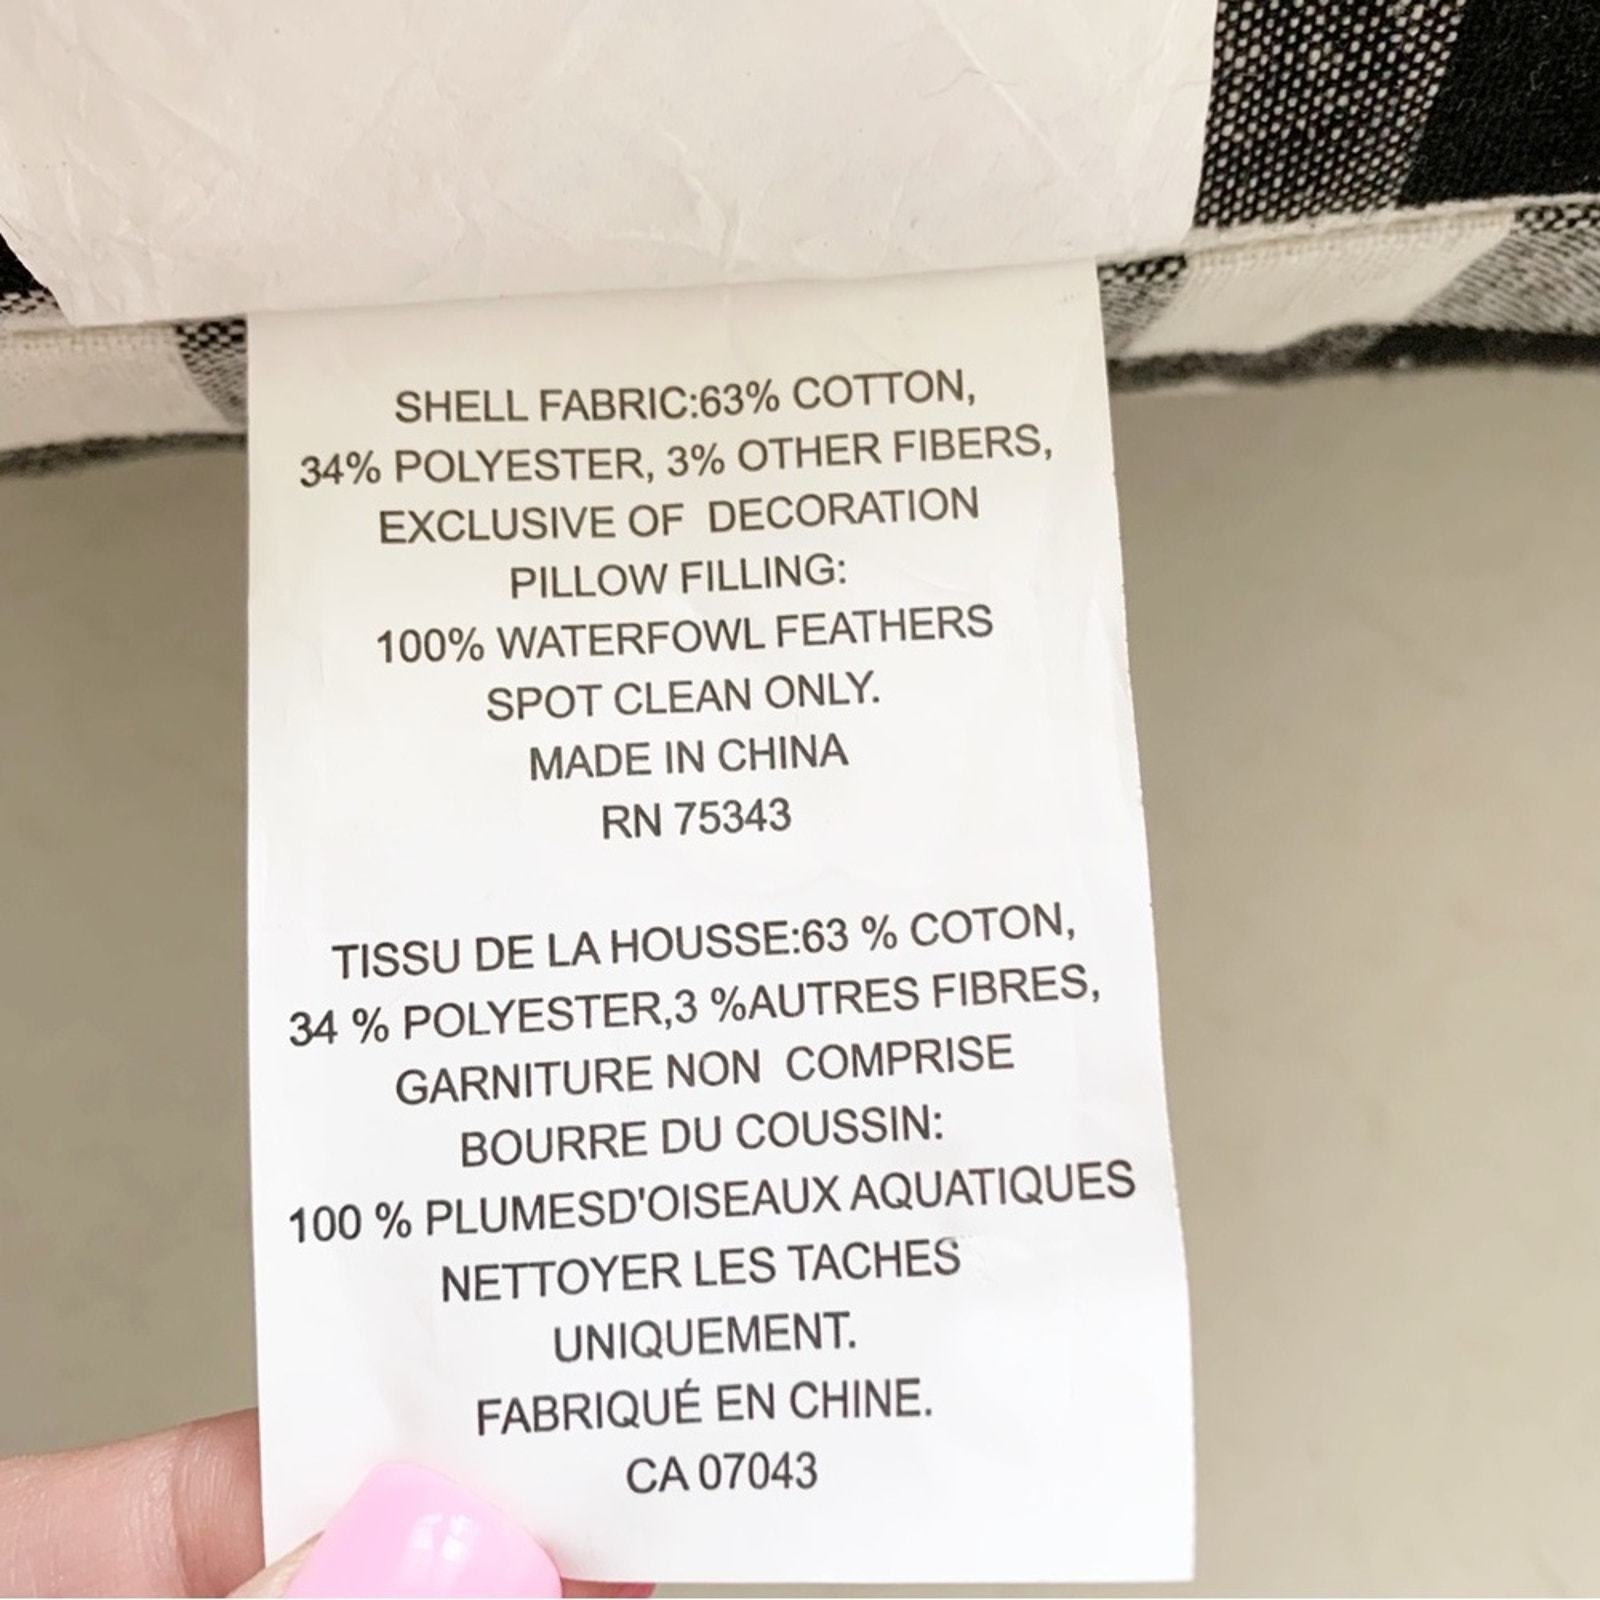 SHELL FABRIC:63% COTTON,
34% POLYESTER, 3% OTHER FIBERS,
EXCLUSIVE OF DECORATION
PILLOW FILLING:
100% WATERFOWL FEATHERS
SPOT CLEAN ONLY.
MADE IN CHINA
RN 75343
TISSU DE LA HOUSSE:63 % COTON,
34 % POLYESTER,3 %AUTRES FIBRES,
GARNITURE NON COMPRISE
BOURRE DU COUSSIN:
100 % PLUMESD'OISEAUX AQUATIQUES
NETTOYER LES TACHES
UNIQUEMENT.
FABRIQUÉ EN CHINE.
CA 07043